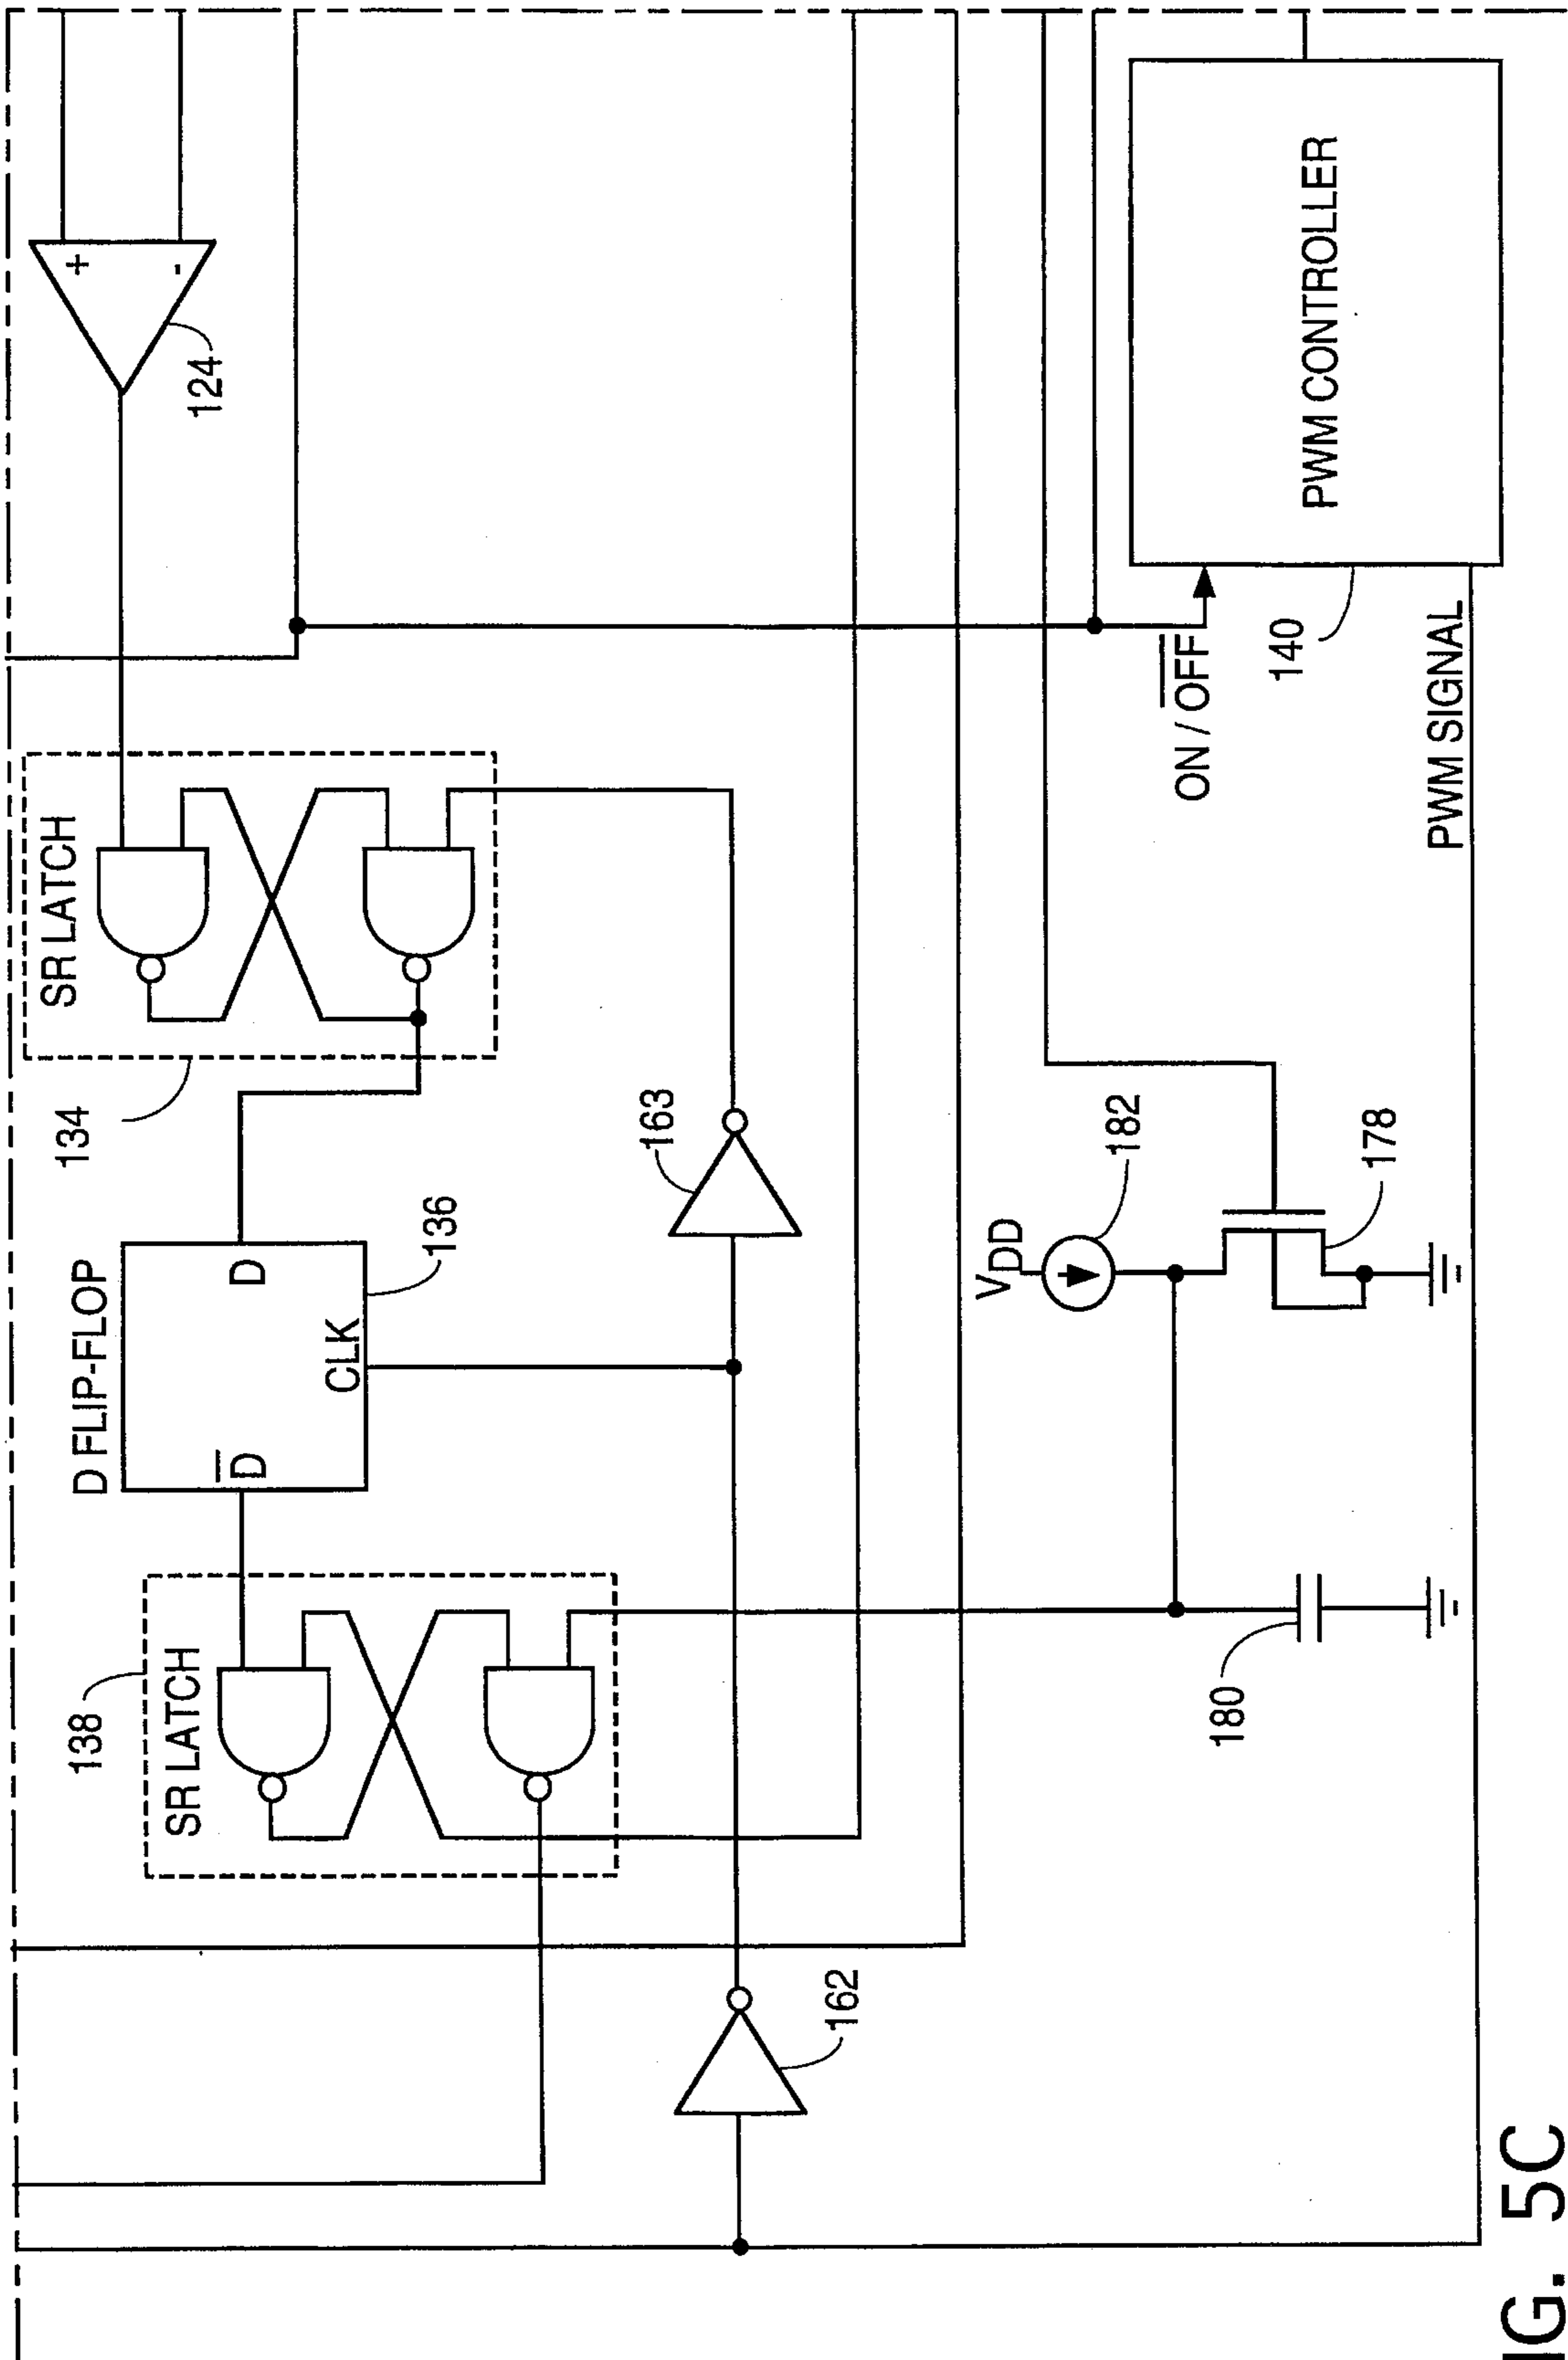 +
-
124
SR LATCH
134
D FLIP-FLOP
D
D̅
CLK
136
163
138
SR LATCH
162
ON / O̅F̅F̅
140
PWM CONTROLLER
PWM SIGNAL
VDD
182
178
180
IG. 5C